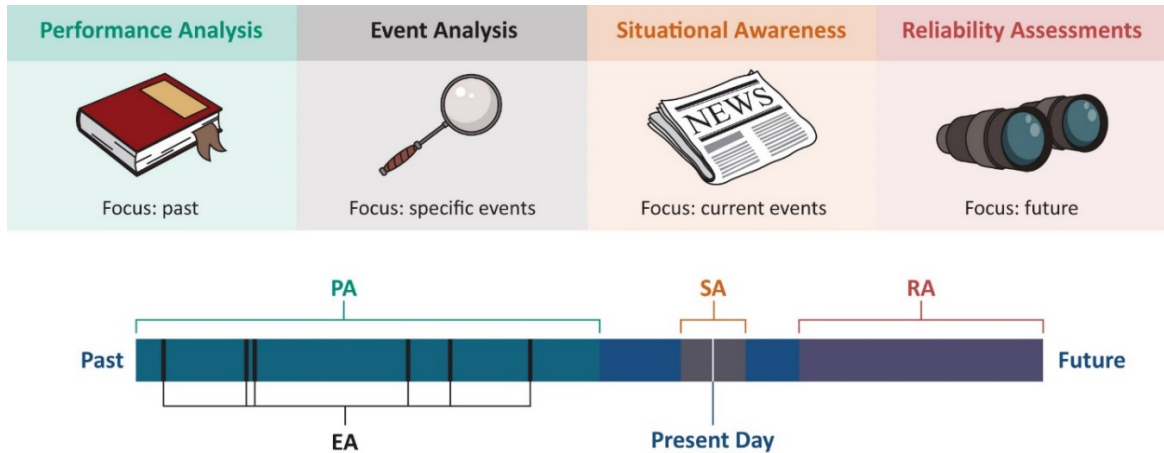 Performance Analysis
Event Analysis
Situational Awareness
Reliability Assessments
NEWS
Focus: past
Focus: specific events
Focus: current events
Focus: future
PA
SA
RA
Past
Future
EA
Present Day